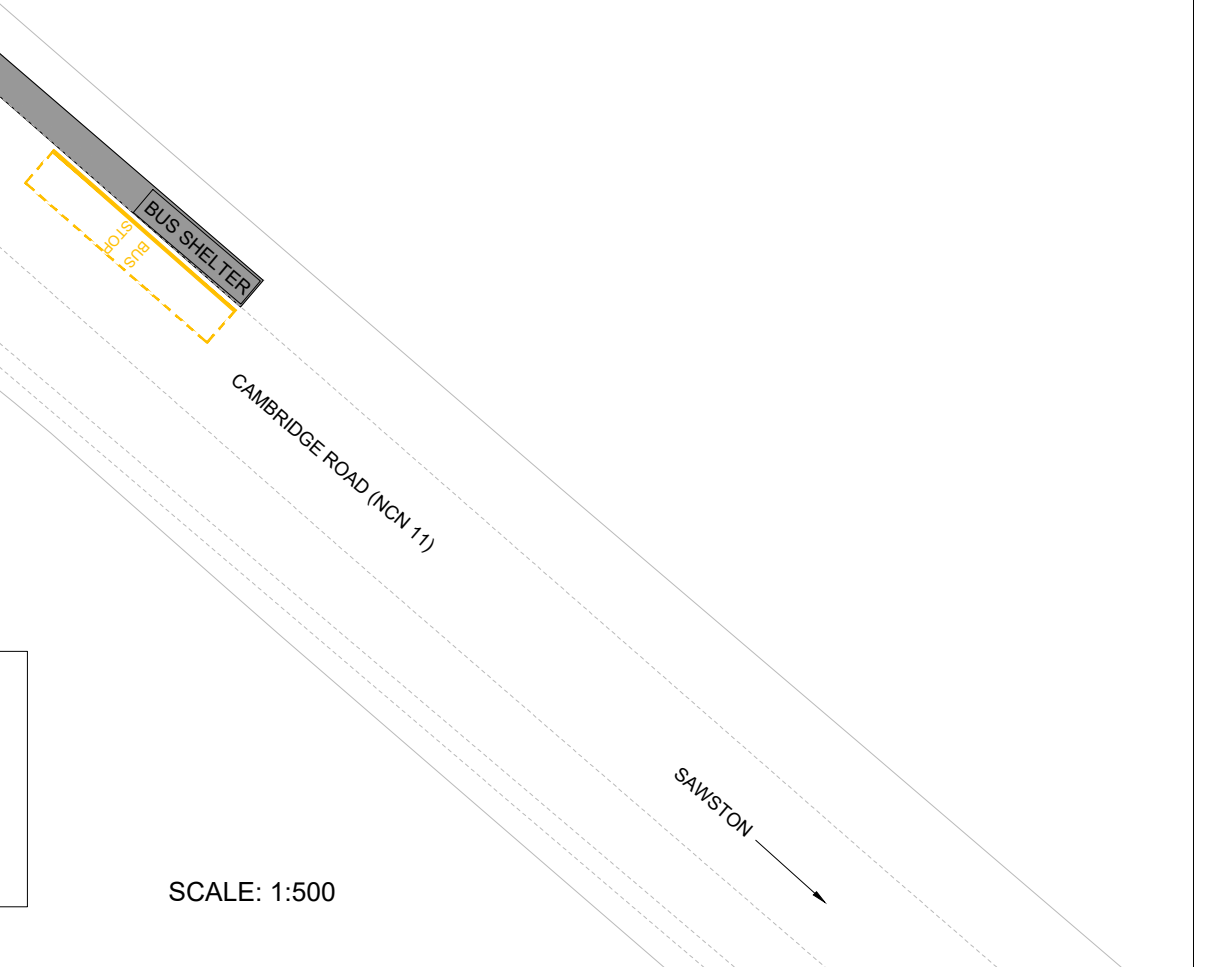 BUS SHELTER
BUS
STOP
CAMBRIDGE ROAD (NCN 11)
SAWSTON
SCALE: 1:500